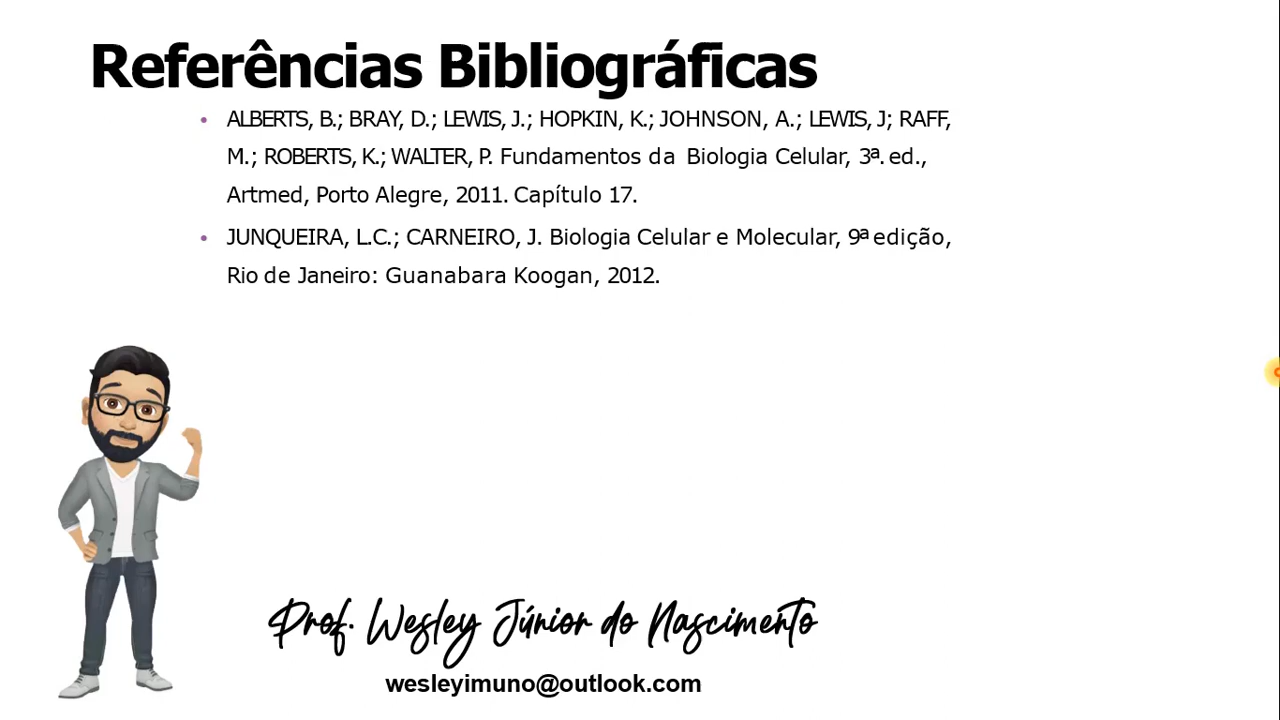 Referências Bibliográficas
• ALBERTS, B.; BRAY, D.; LEWIS, J.; HOPKIN, K.; JOHNSON, A.; LEWIS, J; RAFF,
M.; ROBERTS, K.; WALTER, P. Fundamentos da Biologia Celular, 3ª. ed.,
Artmed, Porto Alegre, 2011. Capítulo 17.
• JUNQUEIRA, L.C.; CARNEIRO, J. Biologia Celular e Molecular, 9ª edição,
Rio de Janeiro: Guanabara Koogan, 2012.
Prof. Wesley Júnior do Nascimento
wesleyimuno@outlook.com